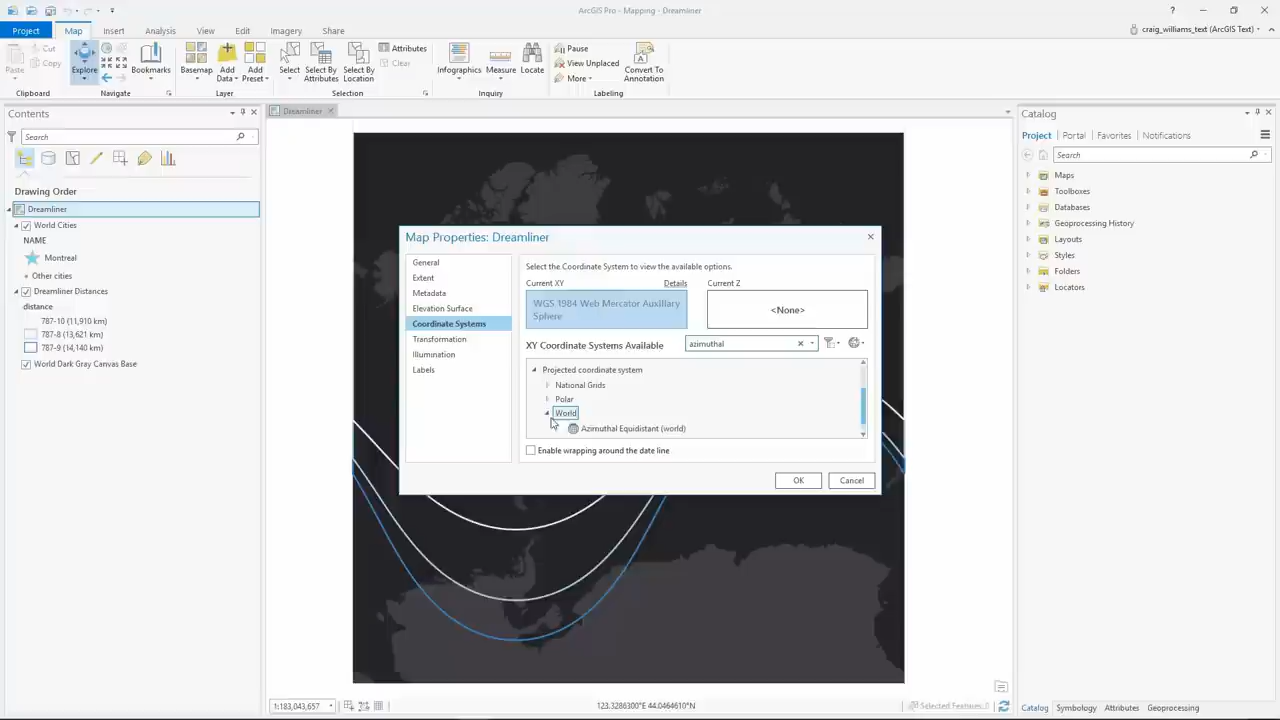 ArcGIS Pro - Mapping - Dreamliner
?
Project Map Insert Analysis View Edit Imagery Share
craig_williams_text (ArcGIS Text)
Paste
Cut
Copy
Clipboard
Explore
Bookmarks
Navigate
Basemap
Add Data
Add Preset
Layer
Select
Select By Attributes
Select By Location
Attributes
Clear
Selection
Infographics
Measure
Locate
Inquiry
Pause
View Unplaced
More
Convert To Annotation
Labeling
Contents
Search
Drawing Order
Dreamliner
World Cities
NAME
Montreal
Other cities
Dreamliner Distances
distance
787-10 (11,910 km)
787-8 (13,621 km)
787-9 (14,140 km)
World Dark Gray Canvas Base
Dreamliner
Map Properties: Dreamliner
General
Extent
Metadata
Elevation Surface
Coordinate Systems
Transformation
Illumination
Labels
Select the Coordinate System to view the available options.
Current XY Details Current Z
WGS 1984 Web Mercator Auxiliary
Sphere
<None>
XY Coordinate Systems Available azimuthal
Projected coordinate system
National Grids
Polar
World
Azimuthal Equidistant (world)
Enable wrapping around the date line
OK Cancel
1:183,043,657
123.3286300°E 44.0464610°N
Selected Features: 0
Catalog
Project Portal Favorites Notifications
Search
Maps
Toolboxes
Databases
Geoprocessing History
Layouts
Styles
Folders
Locators
Catalog Symbology Attributes Geoprocessing